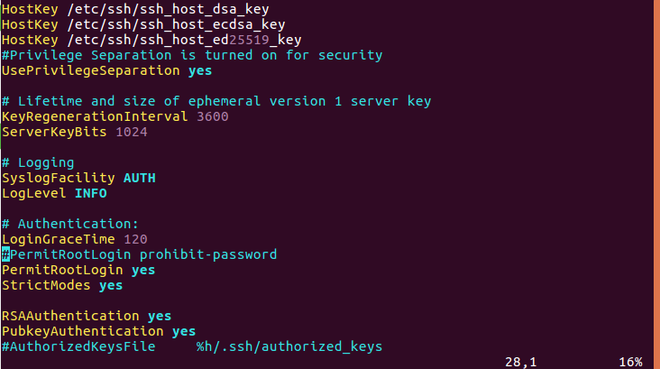 HostKey /etc/ssh/ssh_host_dsa_key
HostKey /etc/ssh/ssh_host_ecdsa_key
HostKey /etc/ssh/ssh_host_ed25519_key
#Privilege Separation is turned on for security
UsePrivilegeSeparation yes
# Lifetime and size of ephemeral version 1 server key
KeyRegenerationInterval 3600
ServerKeyBits 1024
# Logging
SyslogFacility AUTH
LogLevel INFO
# Authentication:
LoginGraceTime 120
#PermitRootLogin prohibit-password
PermitRootLogin yes
StrictModes yes
RSAAuthentication yes
PubkeyAuthentication yes
#AuthorizedKeysFile     %h/.ssh/authorized_keys
28,1          16%